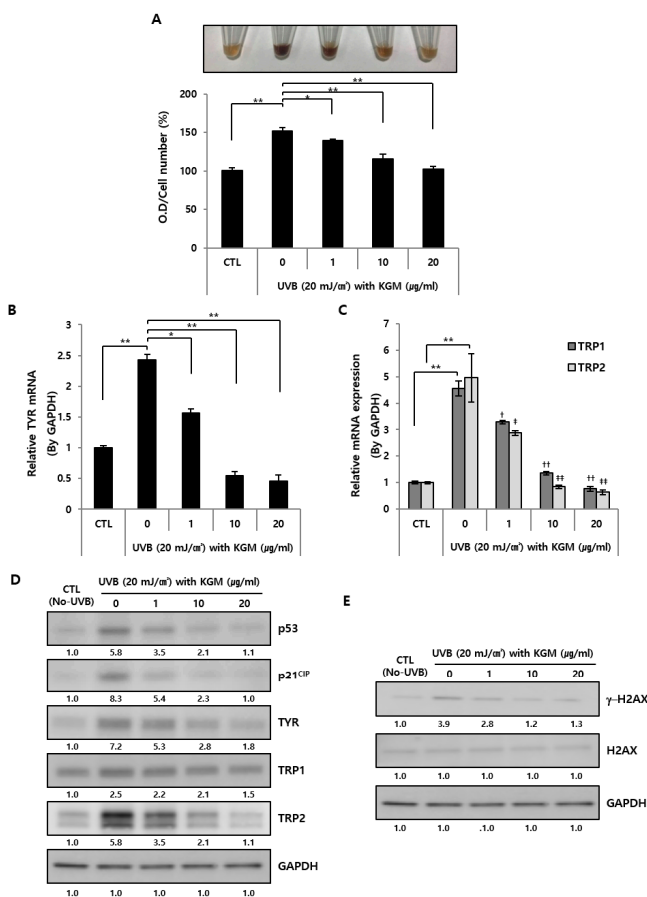 A
**
**
**
*
200
150
100
50
0
O.D/Cell number (%)
CTL 0 1 10 20
UVB (20 mJ/㎠) with KGM (㎍/ml)
B
**
**
**
*
3
2.5
2
1.5
1
0.5
0
Relative TYR mRNA
(By GAPDH)
CTL 0 1 10 20
UVB (20 mJ/㎠) with KGM (㎍/ml)
C
TRP1
TRP2
**
**
† ‡
†† ‡‡
†† ‡‡
7
6
5
4
3
2
1
0
Relative mRNA expression
(By GAPDH)
CTL 0 1 10 20
UVB (20 mJ/㎠) with KGM (㎍/ml)
D
CTL
(No-UVB)
UVB (20 mJ/㎠) with KGM (㎍/ml)
0 1 10 20
p53
1.0 5.8 3.5 2.1 1.1
p21CIP
1.0 8.3 5.4 2.3 1.0
TYR
1.0 7.2 5.3 2.8 1.8
TRP1
1.0 2.5 2.2 2.1 1.5
TRP2
1.0 5.8 3.5 2.1 1.1
GAPDH
1.0 1.0 1.0 1.0 1.0
E
CTL
(No-UVB)
UVB (20 mJ/㎠) with KGM (㎍/ml)
0 1 10 20
γ-H2AX
1.0 3.9 2.8 1.2 1.3
H2AX
1.0 1.0 1.0 1.0 1.0
GAPDH
1.0 1.0 .1.0 1.0 1.0